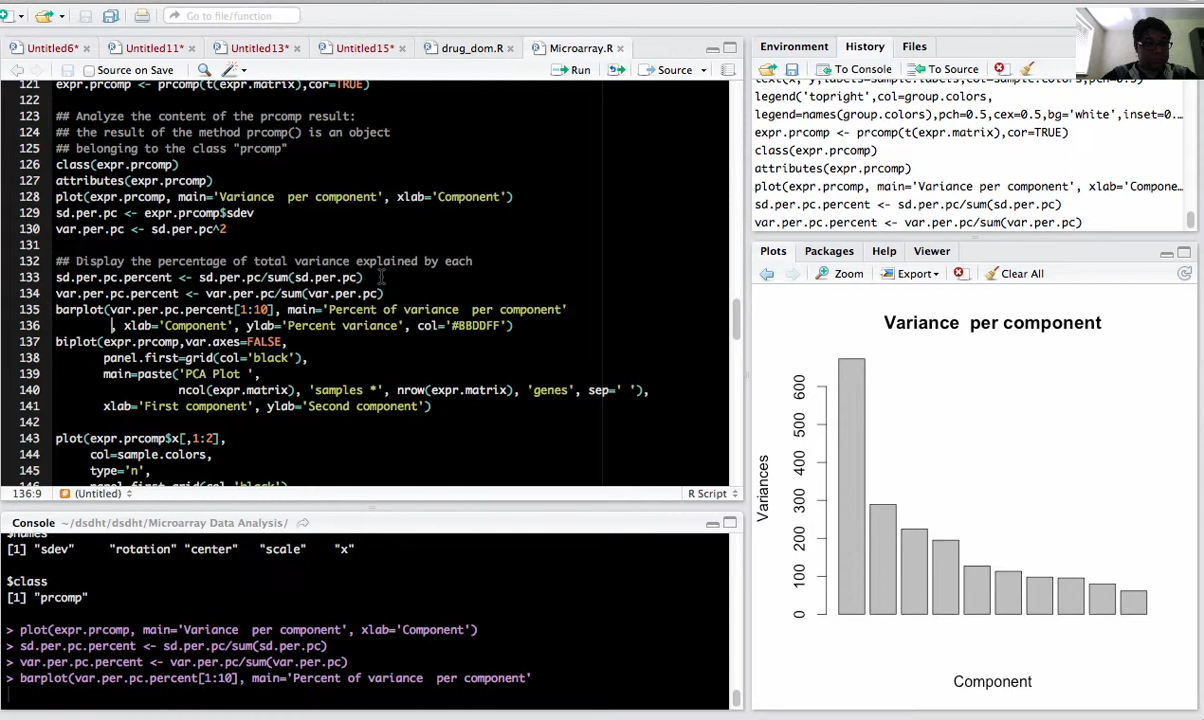 Go to file/function
Untitled6* Untitled11* Untitled13* Untitled15* drug_dom.R Microarray.R
Source on Save Run Source
121 expr.prcomp <- prcomp(t(expr.matrix),cor=TRUE)
122
123 ## Analyze the content of the prcomp result:
124 ## the result of the method prcomp() is an object
125 ## belonging to the class "prcomp"
126 class(expr.prcomp)
127 attributes(expr.prcomp)
128 plot(expr.prcomp, main='Variance  per component', xlab='Component')
129 sd.per.pc <- expr.prcomp$sdev
130 var.per.pc <- sd.per.pc^2
131
132 ## Display the percentage of total variance explained by each
133 sd.per.pc.percent <- sd.per.pc/sum(sd.per.pc)
134 var.per.pc.percent <- var.per.pc/sum(var.per.pc)
135 barplot(var.per.pc.percent[1:10], main='Percent of variance  per component'
136 , xlab='Component', ylab='Percent variance', col='#BBDDFF')
137 biplot(expr.prcomp,var.axes=FALSE,
138 panel.first=grid(col='black'),
139 main=paste('PCA Plot ',
140 ncol(expr.matrix), 'samples *', nrow(expr.matrix), 'genes', sep=' '),
141 xlab='First component', ylab='Second component')
142
143 plot(expr.prcomp$x[,1:2],
144 col=sample.colors,
145 type='n',
136:9 (Untitled) R Script
Console ~/dsdht/dsdht/Microarray Data Analysis/
$names
[1] "sdev" "rotation" "center" "scale" "x"
$class
[1] "prcomp"
> plot(expr.prcomp, main='Variance  per component', xlab='Component')
> sd.per.pc.percent <- sd.per.pc/sum(sd.per.pc)
> var.per.pc.percent <- var.per.pc/sum(var.per.pc)
> barplot(var.per.pc.percent[1:10], main='Percent of variance  per component'
Environment History Files
To Console To Source
legend('topright',col=group.colors,
legend=names(group.colors),pch=0.5,cex=0.5,bg='white',inset=0...
expr.prcomp <- prcomp(t(expr.matrix),cor=TRUE)
class(expr.prcomp)
attributes(expr.prcomp)
plot(expr.prcomp, main='Variance  per component', xlab='Compone...
sd.per.pc.percent <- sd.per.pc/sum(sd.per.pc)
var.per.pc.percent <- var.per.pc/sum(var.per.pc)
Plots Packages Help Viewer
Zoom Export Clear All
Variance  per component
Variances
600
500
400
300
200
100
0
Component